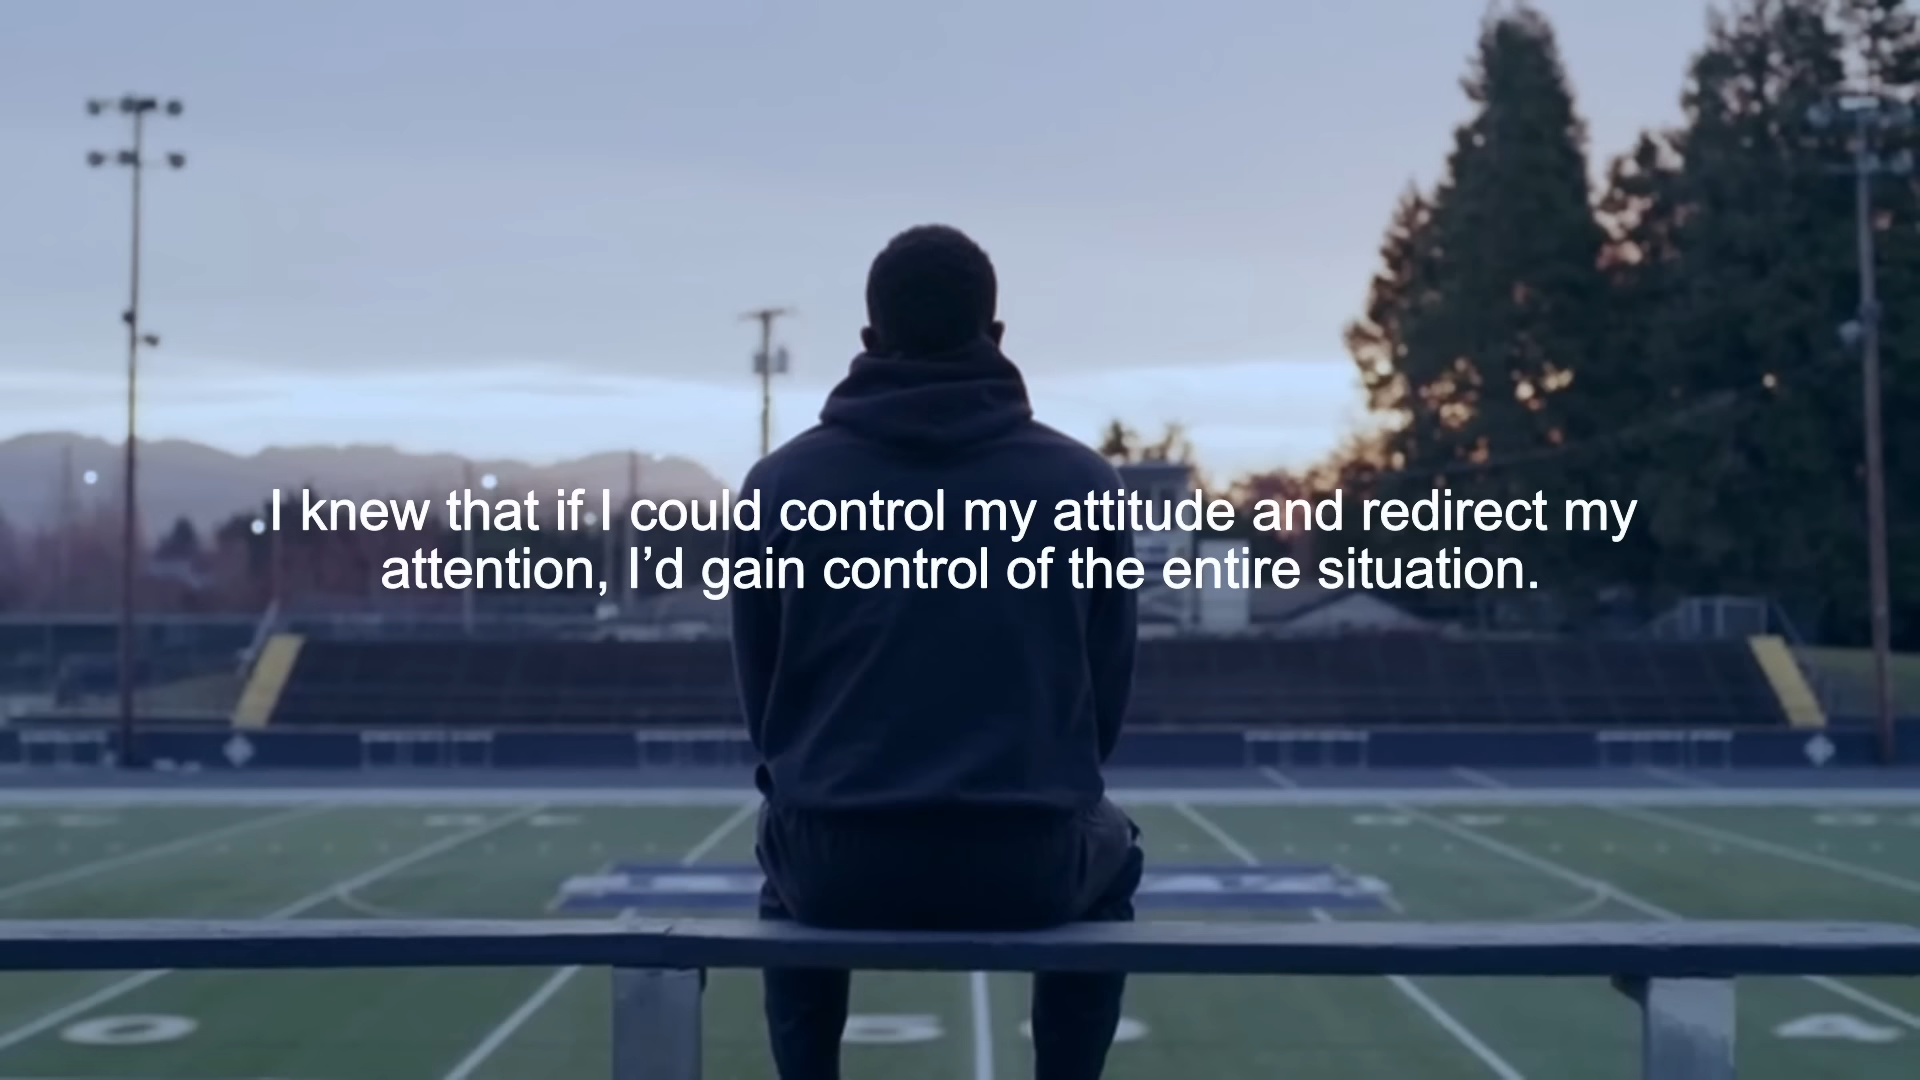 I knew that if I could control my attitude and redirect my
attention, I’d gain control of the entire situation.